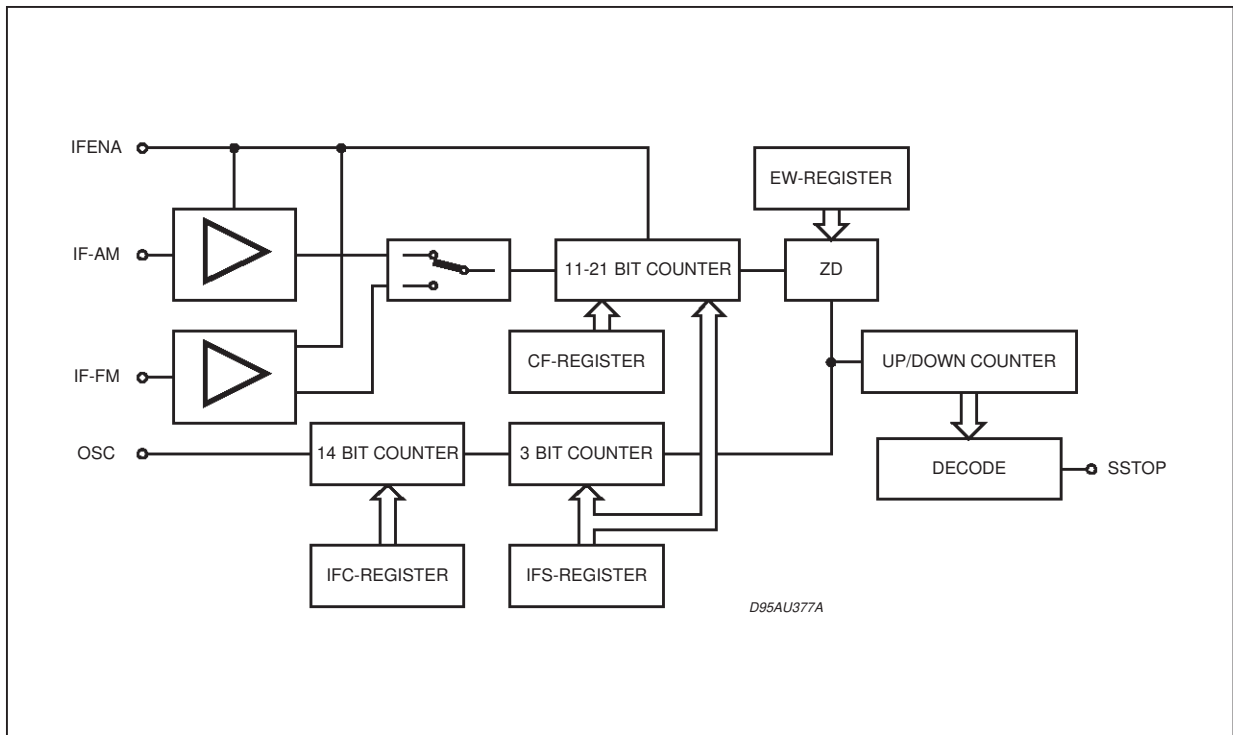 IFENA
EW-REGISTER
IF-AM
11-21 BIT COUNTER
ZD
CF-REGISTER
UP/DOWN COUNTER
IF-FM
OSC
14 BIT COUNTER
3 BIT COUNTER
DECODE
SSTOP
IFC-REGISTER
IFS-REGISTER
D95AU377A